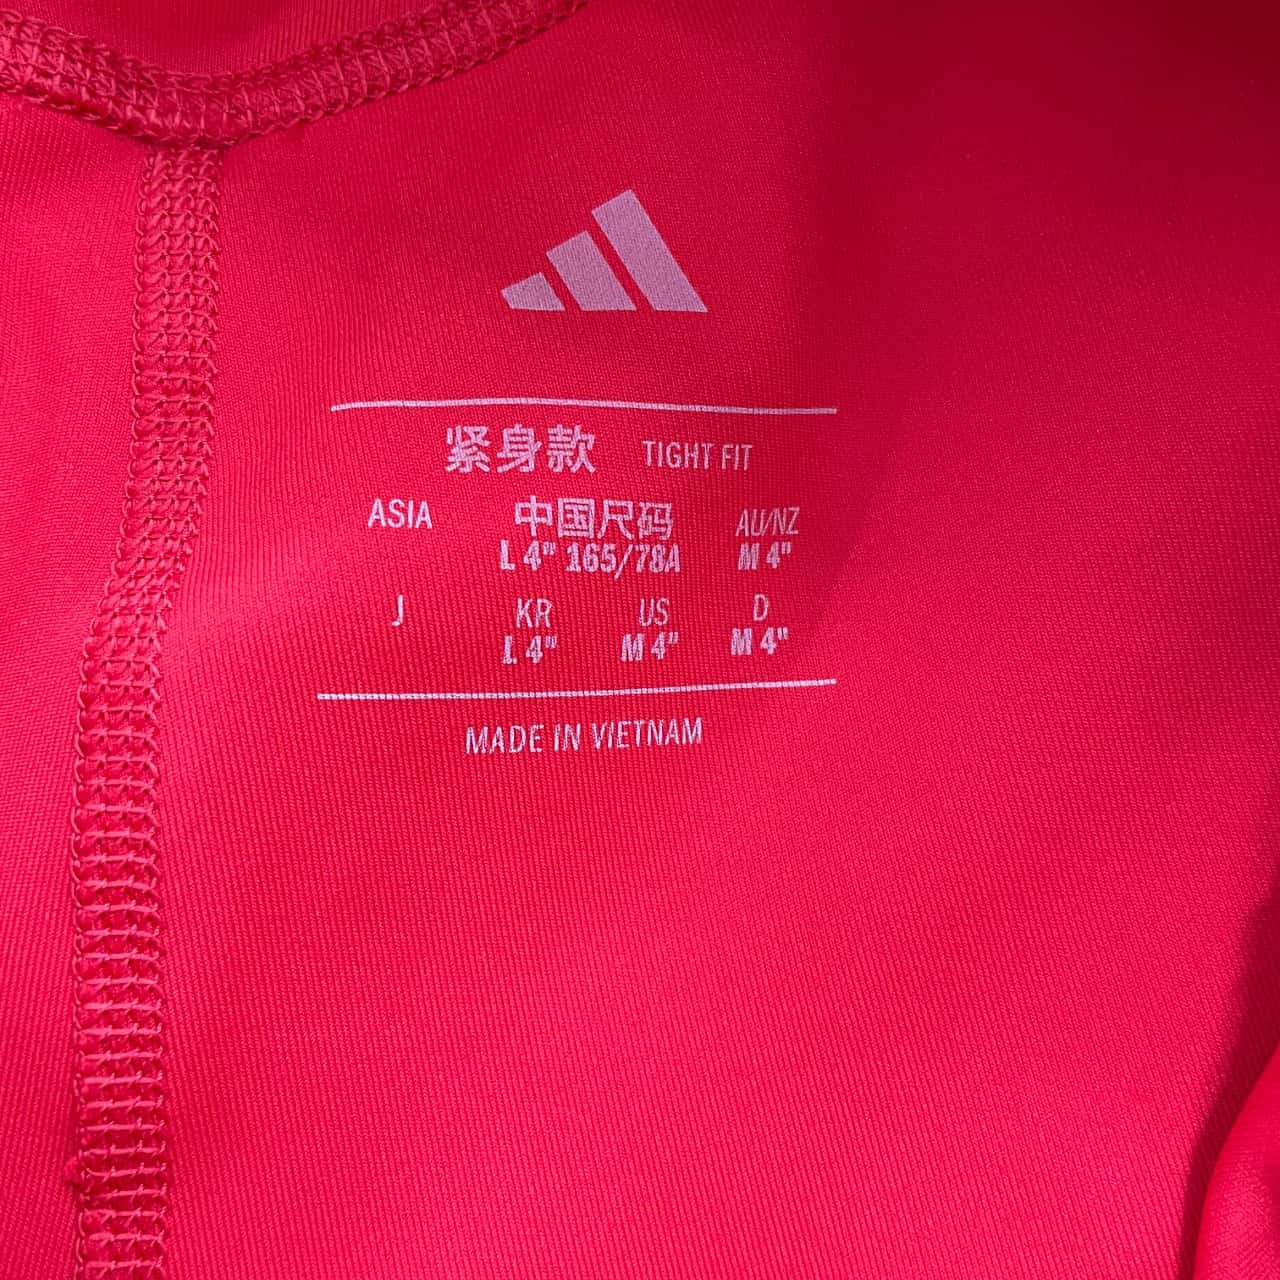 紧身款 TIGHT FIT
ASIA 中国尺码 AU/NZ
L 4" 165/78A M 4"
J KR US D
L 4" M 4" M 4"
MADE IN VIETNAM